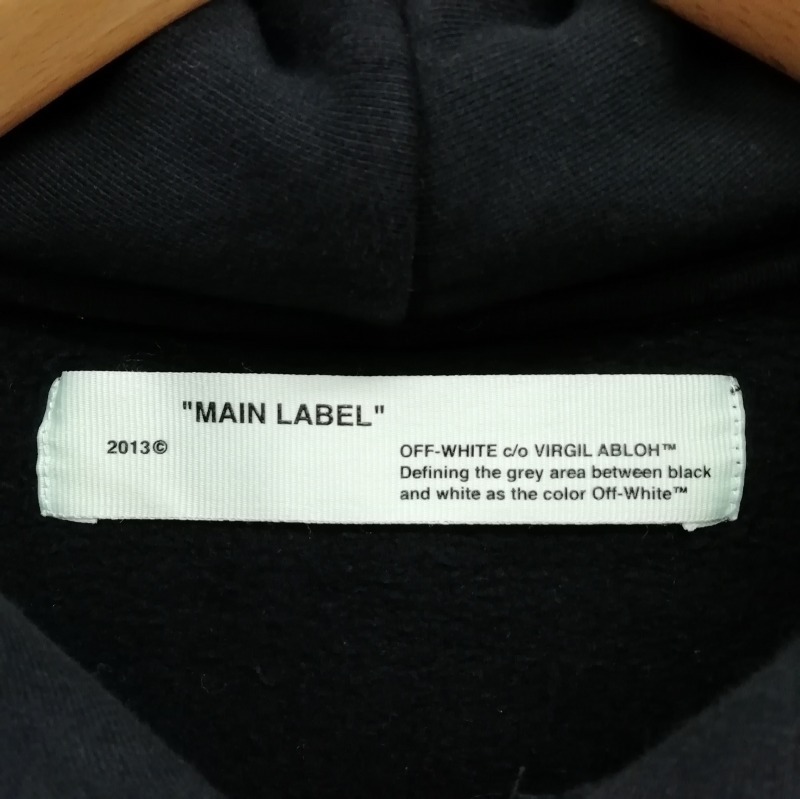 "MAIN LABEL"
2013©
OFF-WHITE c/o VIRGIL ABLOH™
Defining the grey area between black
and white as the color Off-White™